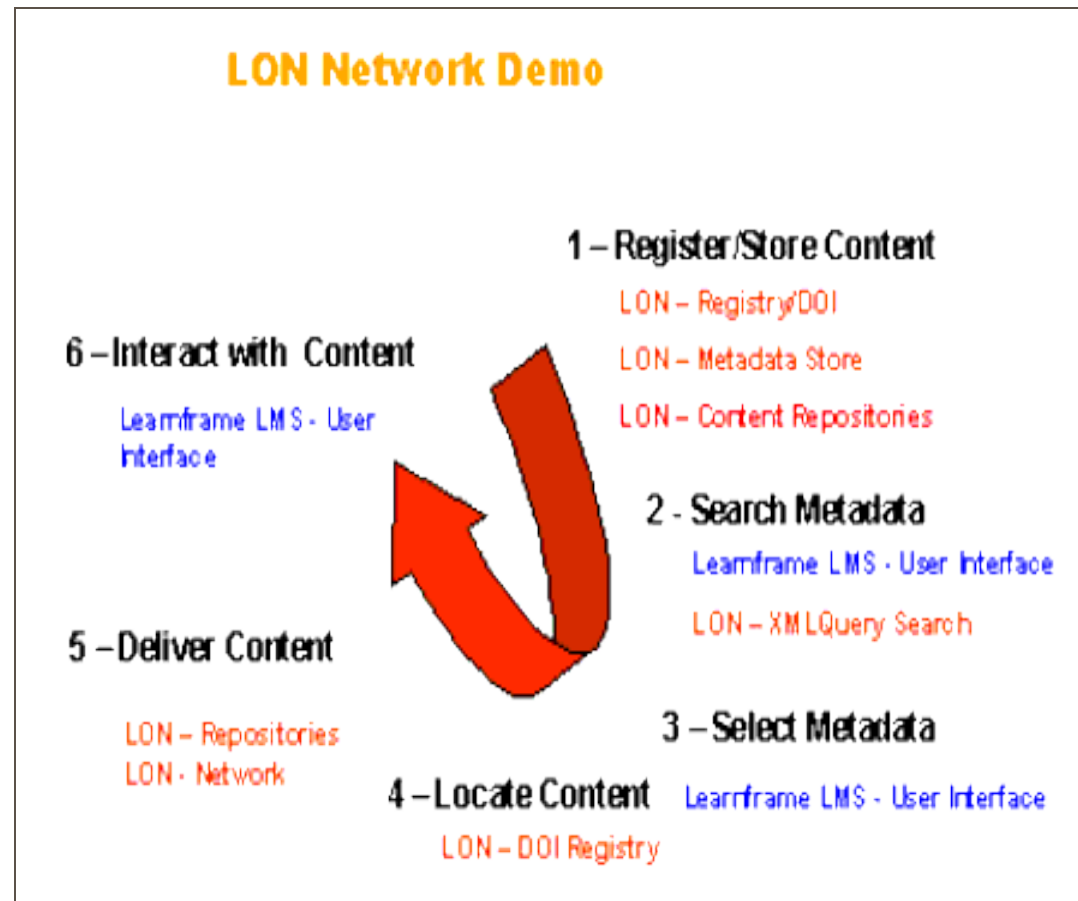 LON Network Demo
1 – Register/Store Content
LON – Registry/DOI
LON – Metadata Store
LON – Content Repositories
2 - Search Metadata
Learnframe LMS - User Interface
LON – XMLQuery Search
3 – Select Metadata
Learnframe LMS - User Interface
4 – Locate Content
LON – DOI Registry
5 – Deliver Content
LON – Repositories
LON - Network
6 – Interact with Content
Learnframe LMS - User
Interface